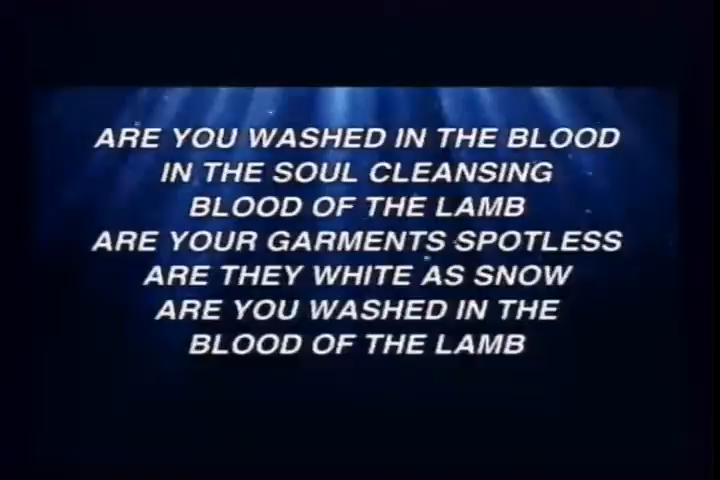 ARE YOU WASHED IN THE BLOOD
IN THE SOUL CLEANSING
BLOOD OF THE LAMB
ARE YOUR GARMENTS SPOTLESS
ARE THEY WHITE AS SNOW
ARE YOU WASHED IN THE
BLOOD OF THE LAMB